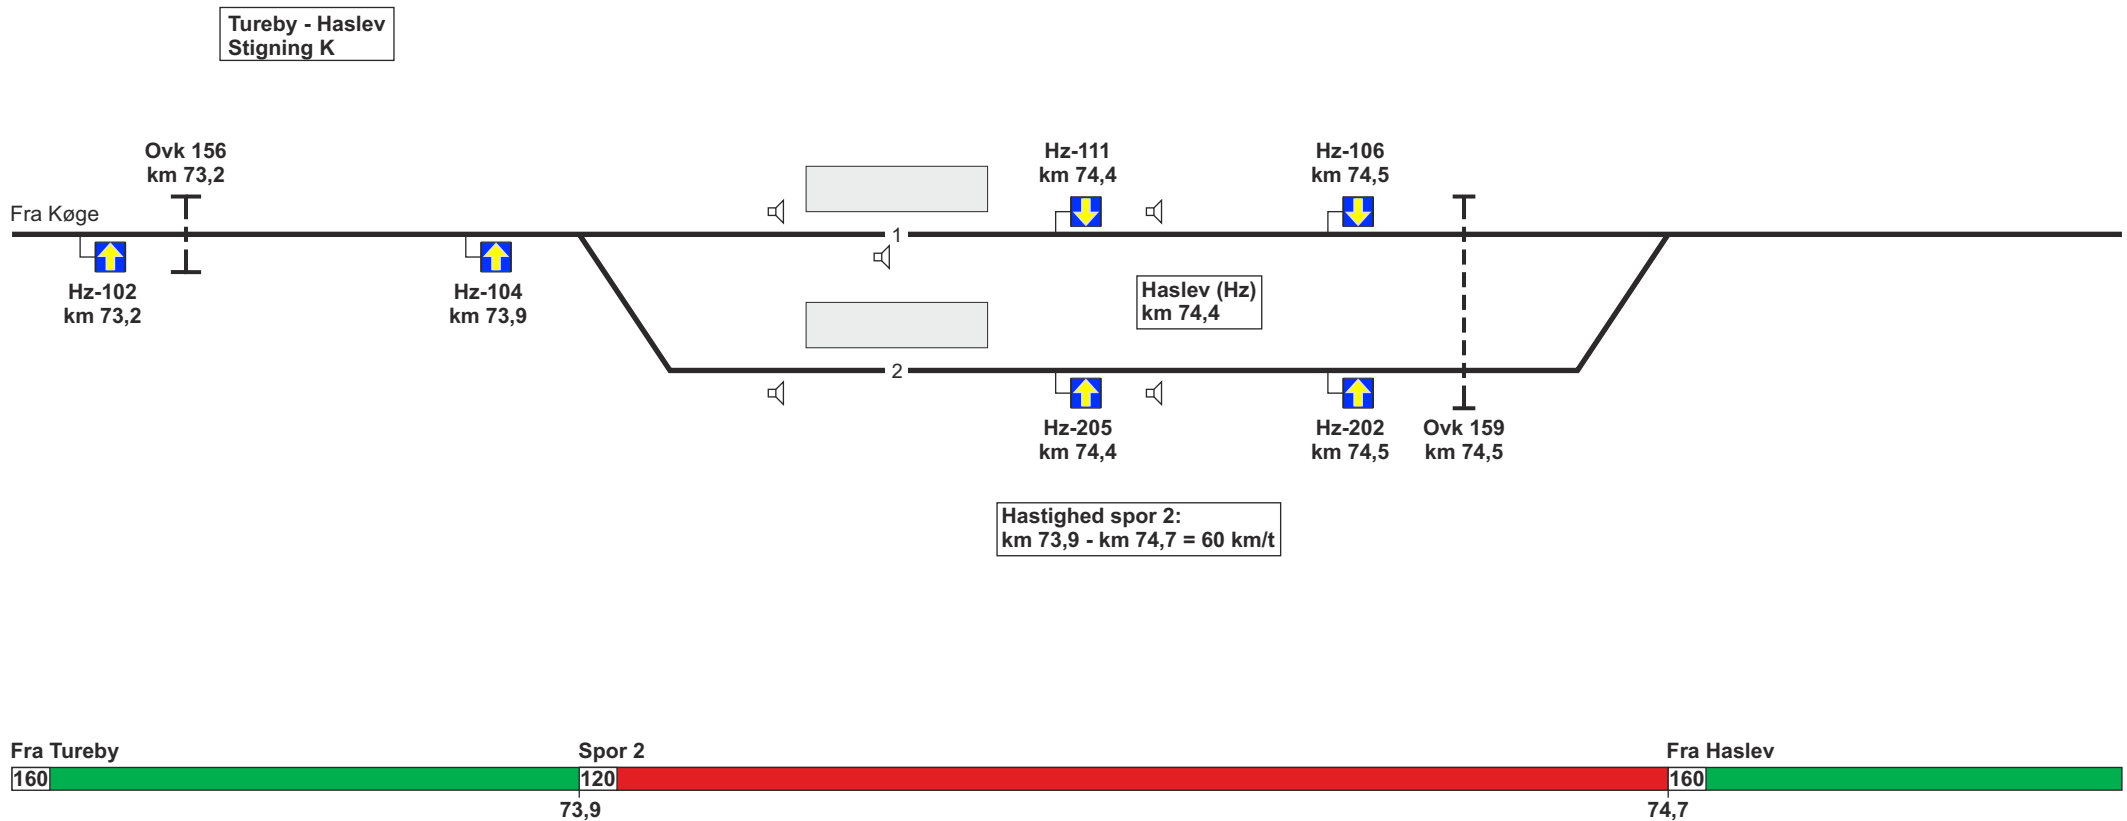 Tureby - Haslev
Stigning K
Ovk 156
km 73,2
Hz-111
km 74,4
Hz-106
km 74,5
Fra Køge
1
Hz-102
km 73,2
Hz-104
km 73,9
Haslev (Hz)
km 74,4
2
Hz-205
km 74,4
Hz-202
km 74,5
Ovk 159
km 74,5
Hastighed spor 2:
km 73,9 - km 74,7 = 60 km/t
Fra Tureby
Spor 2
Fra Haslev
160
120
160
73,9
74,7